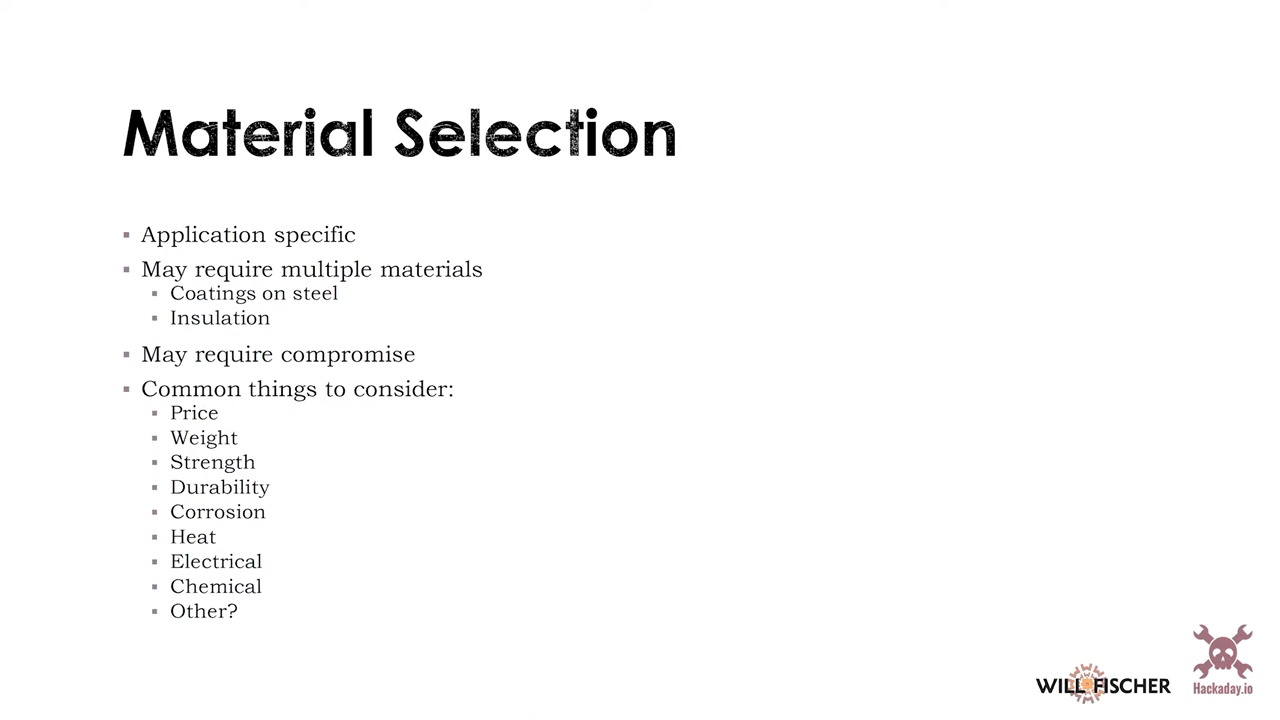 Material Selection
Application specific
May require multiple materials
Coatings on steel
Insulation
May require compromise
Common things to consider:
Price
Weight
Strength
Durability
Corrosion
Heat
Electrical
Chemical
Other?
WILL FISCHER
Hackaday.io